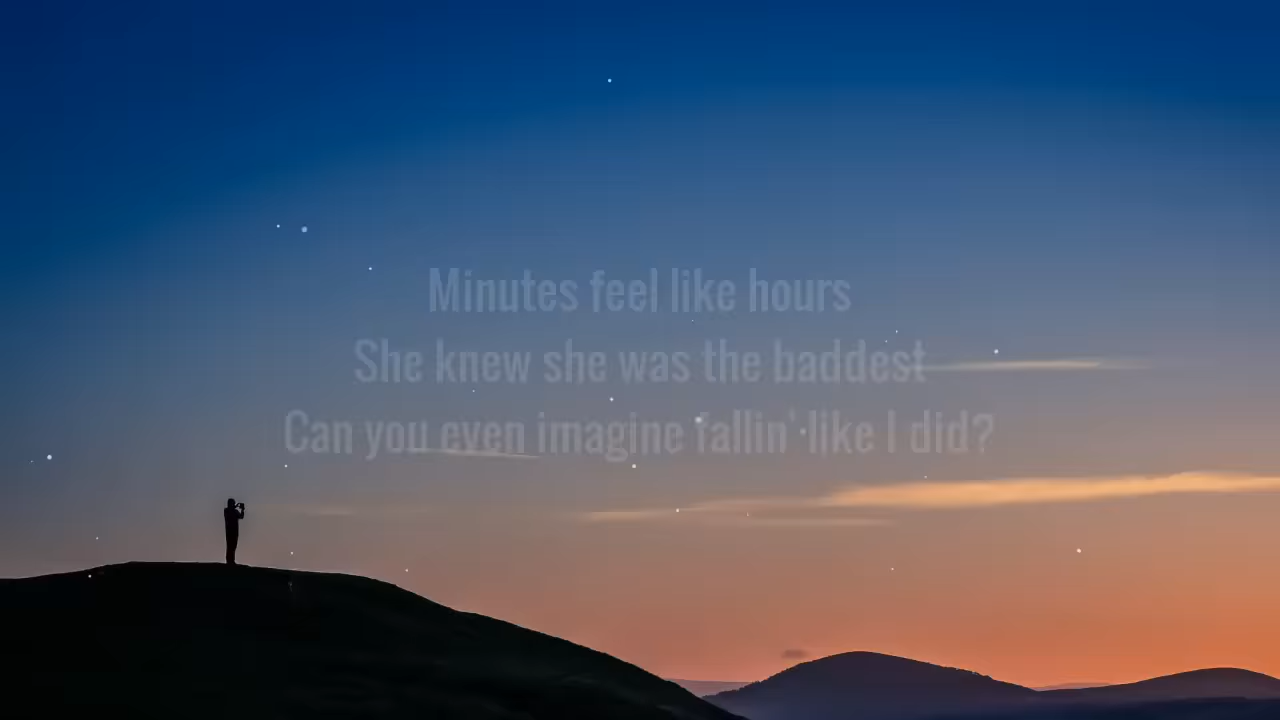 Minutes feel like hours
She knew she was the baddest
Can you even imagine fallin' like I did?